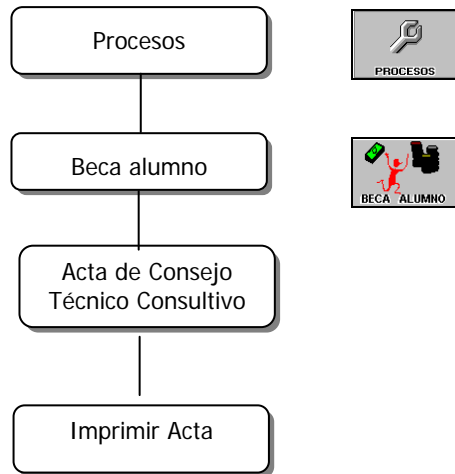 Procesos
PROCESOS
Beca alumno
BECA ALUMNO
Acta de Consejo
Técnico Consultivo
Imprimir Acta